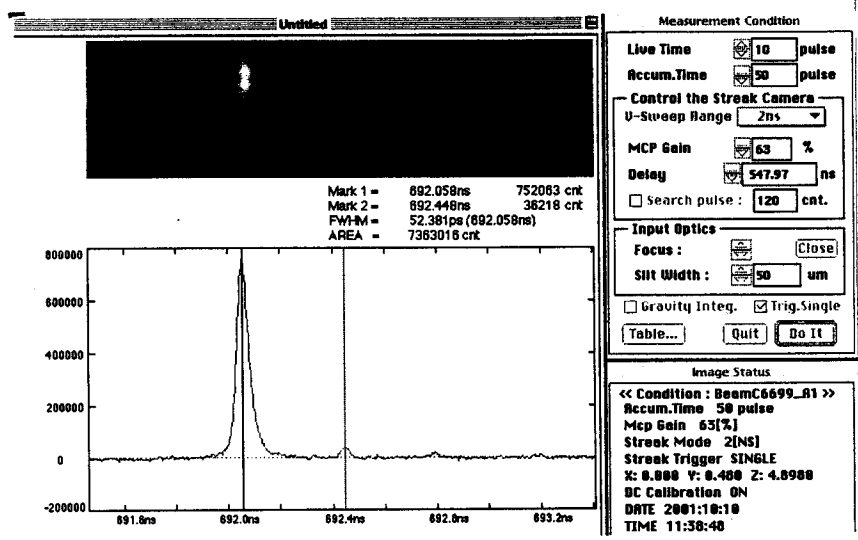 Untitled
Mark 1 = 692.058ns 752063 cnt
Mark 2 = 692.448ns 36218 cnt
FWHM = 52.381ps (692.058ns)
AREA = 7363016 cnt
800000
600000
400000
200000
0
-200000
691.6ns 692.0ns 692.4ns 692.8ns 693.2ns
Measurement Condition
Live Time 10 pulse
Accum.Time 50 pulse
Control the Streak Camera
V-Sweep Range 2ns
MCP Gain 63 %
Delay 547.97 ns
Search pulse : 120 cnt.
Input Optics
Focus : Close
Slit Width : 50 um
Gravity Integ. Trig.Single
Table... Quit Do It
Image Status
<< Condition : BeamC6699_A1 >>
Accum.Time 50 pulse
Mcp Gain 63[%]
Streak Mode 2[NS]
Streak Trigger SINGLE
X: 0.000 Y: 0.480 Z: 4.8980
DC Calibration ON
DATE 2001:10:10
TIME 11:38:48